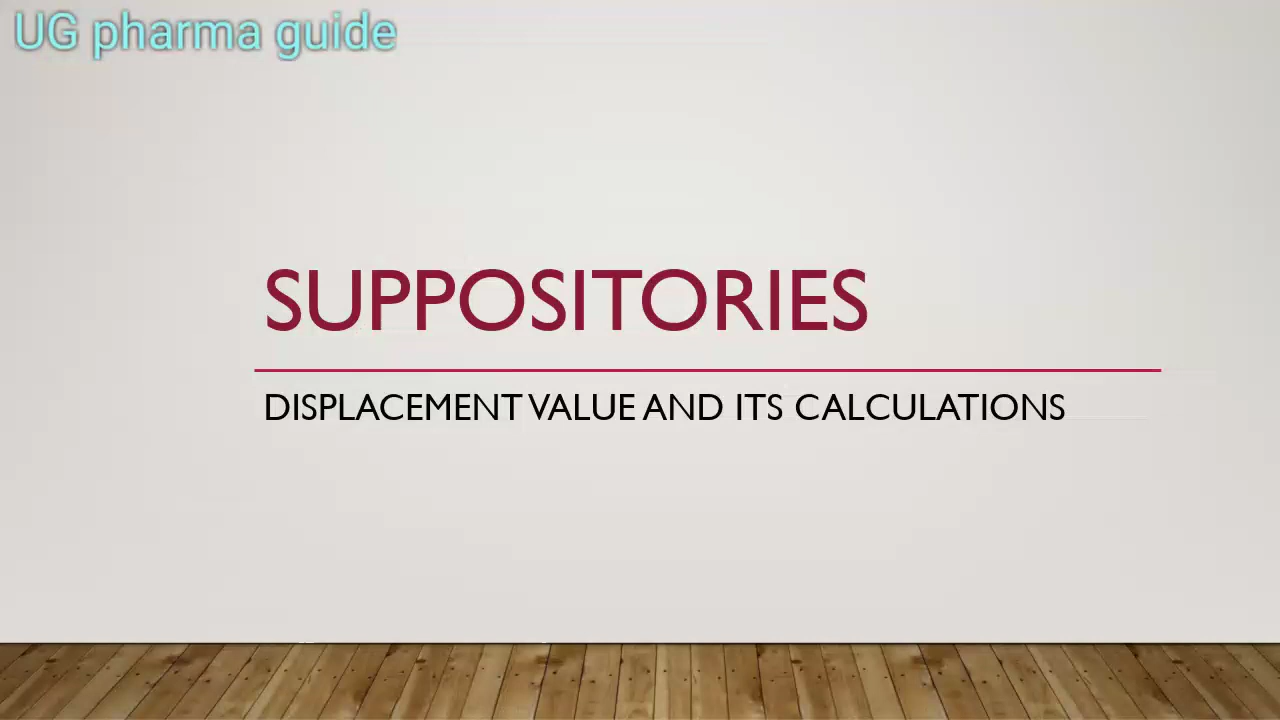 UG pharma guide
SUPPOSITORIES
DISPLACEMENT VALUE AND ITS CALCULATIONS